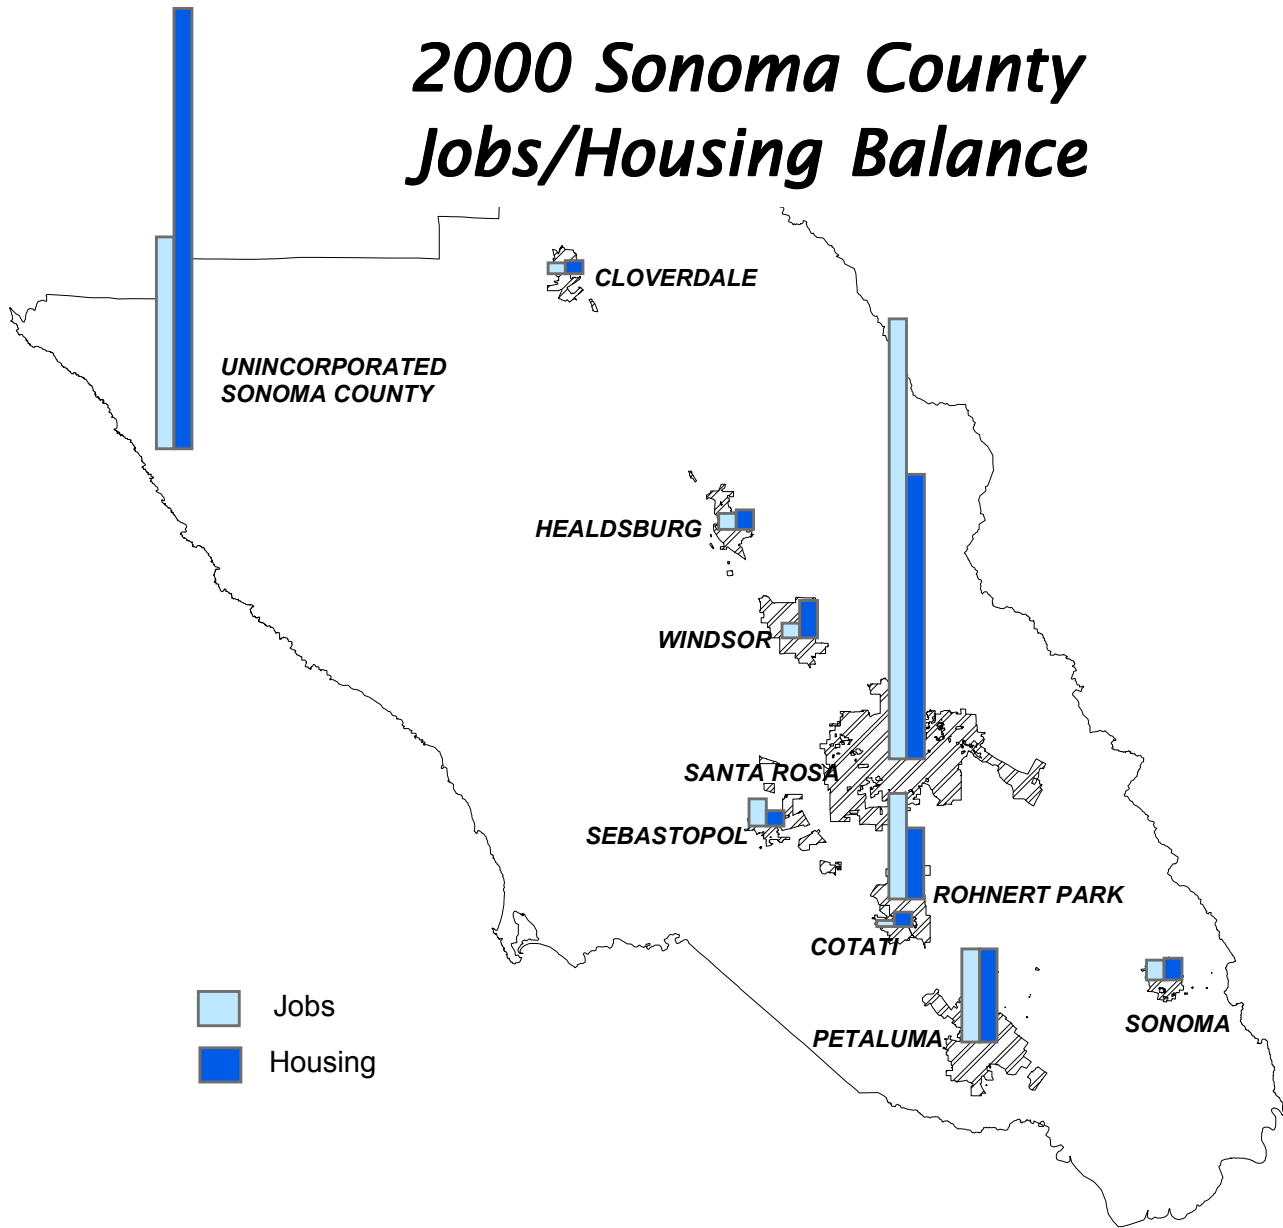 2000 Sonoma County
Jobs/Housing Balance
CLOVERDALE
UNINCORPORATED
SONOMA COUNTY
HEALDSBURG
WINDSOR
SANTA ROSA
SEBASTOPOL
ROHNERT PARK
COTATI
SONOMA
PETALUMA
Jobs
Housing